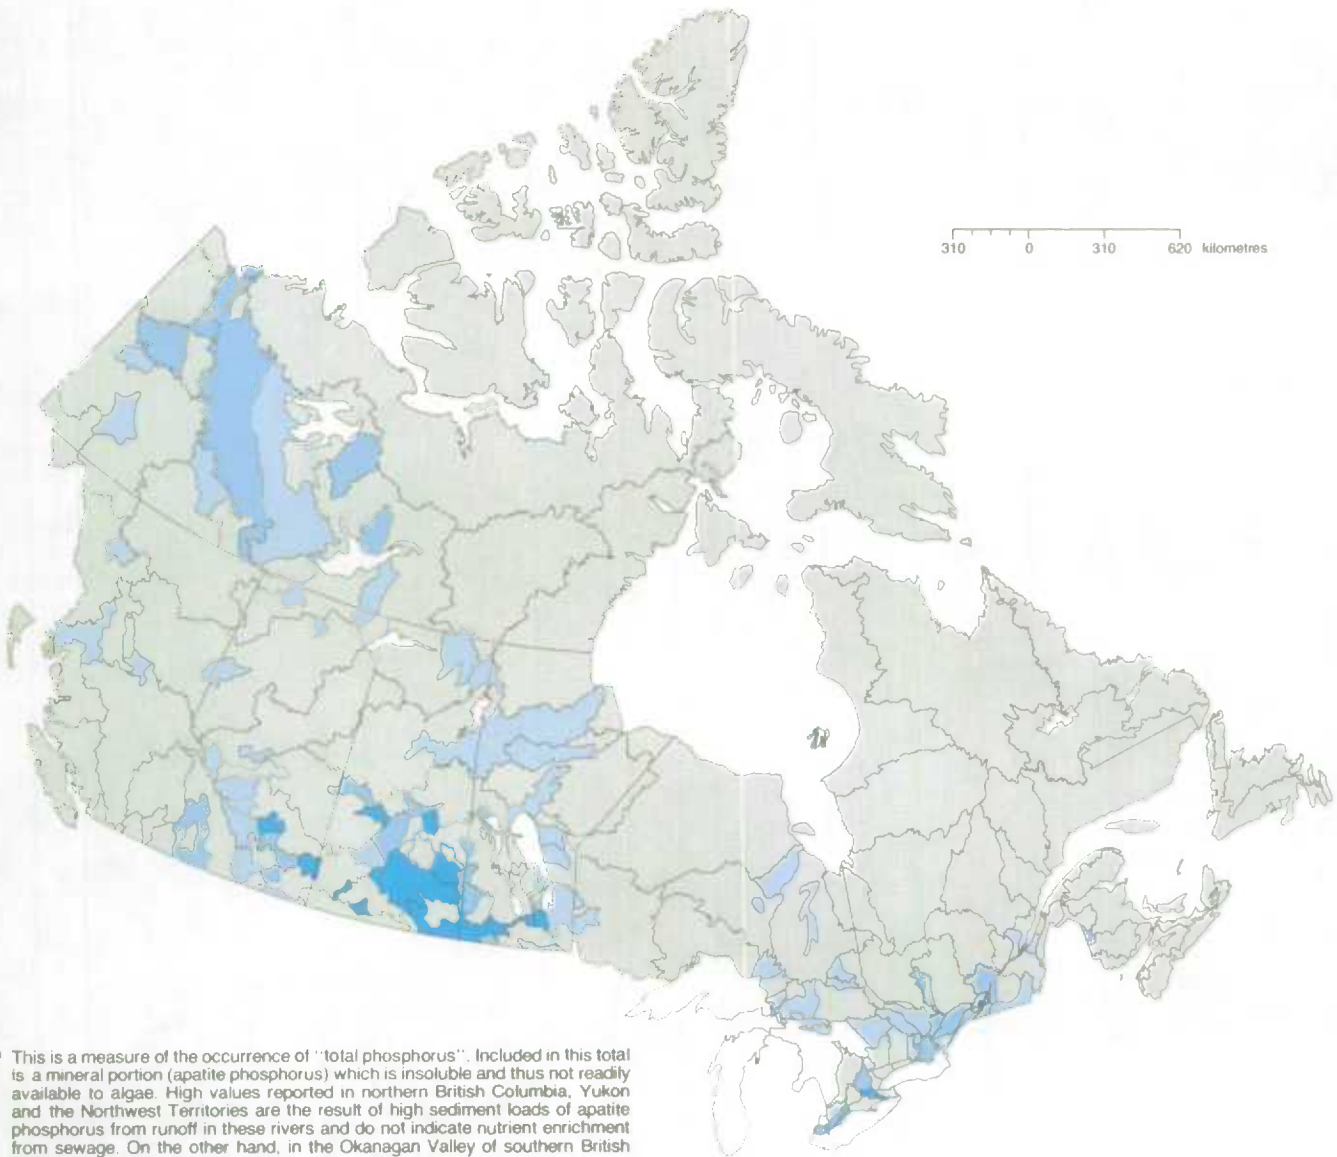 310 0 310 620 kilometres
This is a measure of the occurrence of "total phosphorus". Included in this total
is a mineral portion (apatite phosphorus) which is insoluble and thus not readily
available to algae. High values reported in northern British Columbia, Yukon
and the Northwest Territories are the result of high sediment loads of apatite
phosphorus from runoff in these rivers and do not indicate nutrient enrichment
from sewage. On the other hand, in the Okanagan Valley of southern British